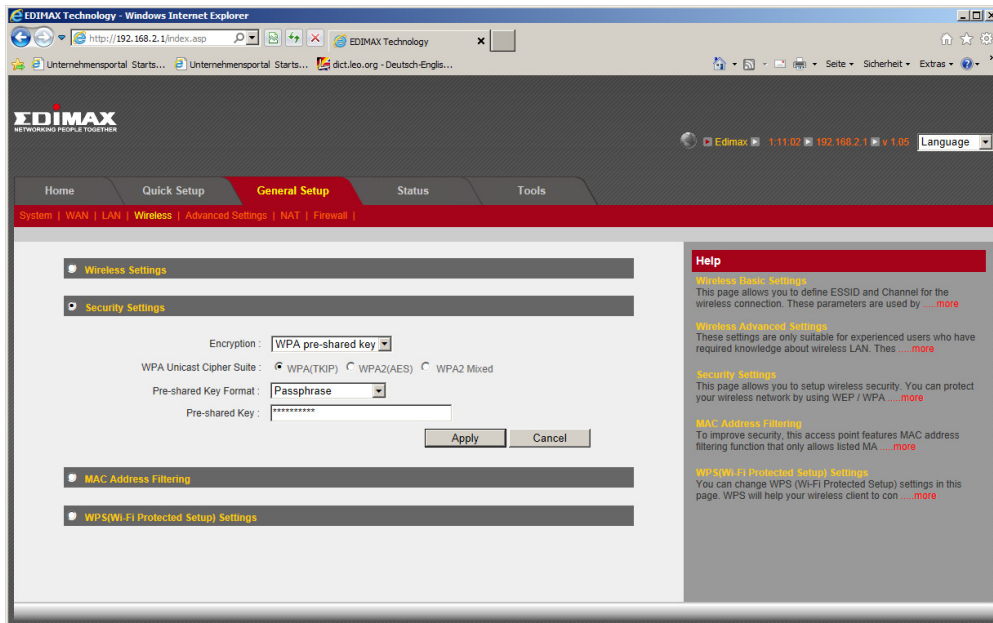 EDIMAX Technology - Windows Internet Explorer
http://192.168.2.1/index.asp
EDIMAX Technology
Unternehmensportal Starts... Unternehmensportal Starts... dict.leo.org - Deutsch-Englis...
Seite Sicherheit Extras
EDIMAX
NETWORKING PEOPLE TOGETHER
Edimax 1:11:02 192.168.2.1 v 1.05 Language
Home Quick Setup General Setup Status Tools
System | WAN | LAN | Wireless | Advanced Settings | NAT | Firewall |
Wireless Settings
Security Settings
Encryption : WPA pre-shared key
WPA Unicast Cipher Suite : WPA(TKIP) WPA2(AES) WPA2 Mixed
Pre-shared Key Format : Passphrase
Pre-shared Key : **********
Apply Cancel
MAC Address Filtering
WPS(Wi-Fi Protected Setup) Settings
Help
Wireless Basic Settings
This page allows you to define ESSID and Channel for the
wireless connection. These parameters are used by .....more
Wireless Advanced Settings
These settings are only suitable for experienced users who have
required knowledge about wireless LAN. Thes .....more
Security Settings
This page allows you to setup wireless security. You can protect
your wireless network by using WEP / WPA .....more
MAC Address Filtering
To improve security, this access point features MAC address
filtering function that only allows listed MA .....more
WPS(Wi-Fi Protected Setup) Settings
You can change WPS (Wi-Fi Protected Setup) settings in this
page. WPS will help your wireless client to con .....more